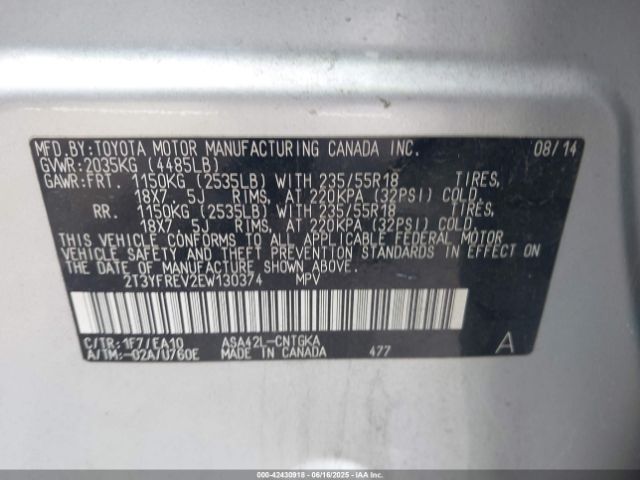 MFD.BY:TOYOTA MOTOR MANUFACTURING CANADA INC. 08/14
GVWR:2035KG (4485LB)
GAWR:FRT. 1150KG (2535LB) WITH 235/55R18 TIRES,
18X7. 5J RIMS, AT 220KPA (32PSI) COLD.
RR. 1150KG (2535LB) WITH 235/55R18 TIRES,
18X7. 5J RIMS, AT 220KPA (32PSI) COLD.
THIS VEHICLE CONFORMS TO ALL APPLICABLE FEDERAL MOTOR
VEHICLE SAFETY AND THEFT PREVENTION STANDARDS IN EFFECT ON
THE DATE OF MANUFACTURE SHOWN ABOVE.
2T3YFREV2EW130374 MPV
C/TR:1F7/EA10 ASA42L-CNTGKA
A/TM:-02A/U760E MADE IN CANADA 477 A
000-42430918 - 06/16/2025 - IAA Inc.